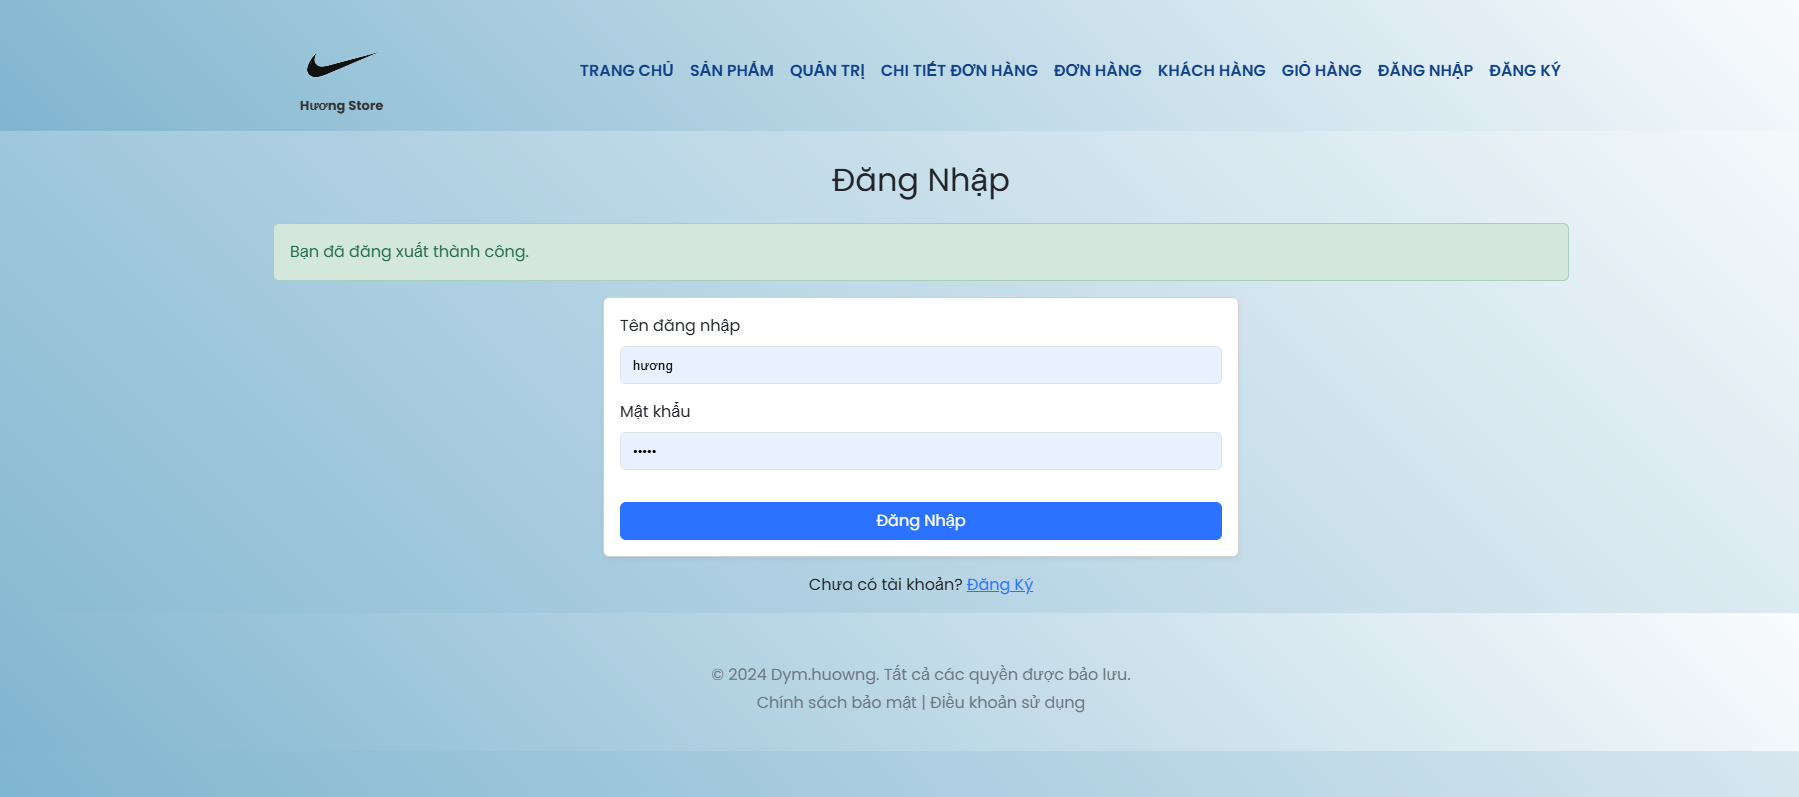 TRANG CHỦ SẢN PHẨM QUẢN TRỊ CHI TIẾT ĐƠN HÀNG ĐƠN HÀNG KHÁCH HÀNG GIỎ HÀNG ĐĂNG NHẬP ĐĂNG KÝ
Hương Store
Đăng Nhập
Bạn đã đăng xuất thành công.
Tên đăng nhập
hương
Mật khẩu
•••••
Đăng Nhập
Chưa có tài khoản? Đăng Ký
© 2024 Dym.huowng. Tất cả các quyền được bảo lưu.
Chính sách bảo mật | Điều khoản sử dụng